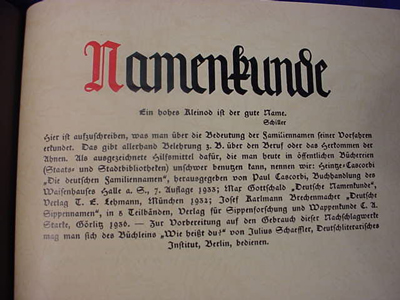 Namenkunde
Ein hohes Kleinod ist der gute Name.
Schiller
Hier ist aufzuschreiben, was man über die Bedeutung der Familiennamen seiner Vorfahren
erkundet. Das gibt allerhand Belehrung z. B. über den Beruf oder das Herkommen der
Ahnen. Als ausgezeichnete Hilfsmittel dafür, die man heute in öffentlichen Büchereien
(Staats- und Stadtbibliotheken) unschwer benutzen kann, nennen wir: Heintze-Cascorbi
„Die deutschen Familiennamen“, herausgegeben von Paul Cascorbi, Buchhandlung des
Waisenhauses Halle a. S., 7. Auflage 1933; Max Gottschald „Deutsche Namenkunde“,
Verlag T. E. Lehmann, München 1932; Josef Karlmann Brechenmacher „Deutsche
Sippennamen“, in 5 Teilbänden, Verlag für Sippenforschung und Wappenkunde C. A.
Starke, Görlitz 1936. — Zur Vorbereitung auf den Gebrauch dieser Nachschlagwerke
mag man sich des Büchleins „Wie heißt du?“ von Julius Schaeffler, Deutschliterarisches
Institut, Berlin, bedienen.